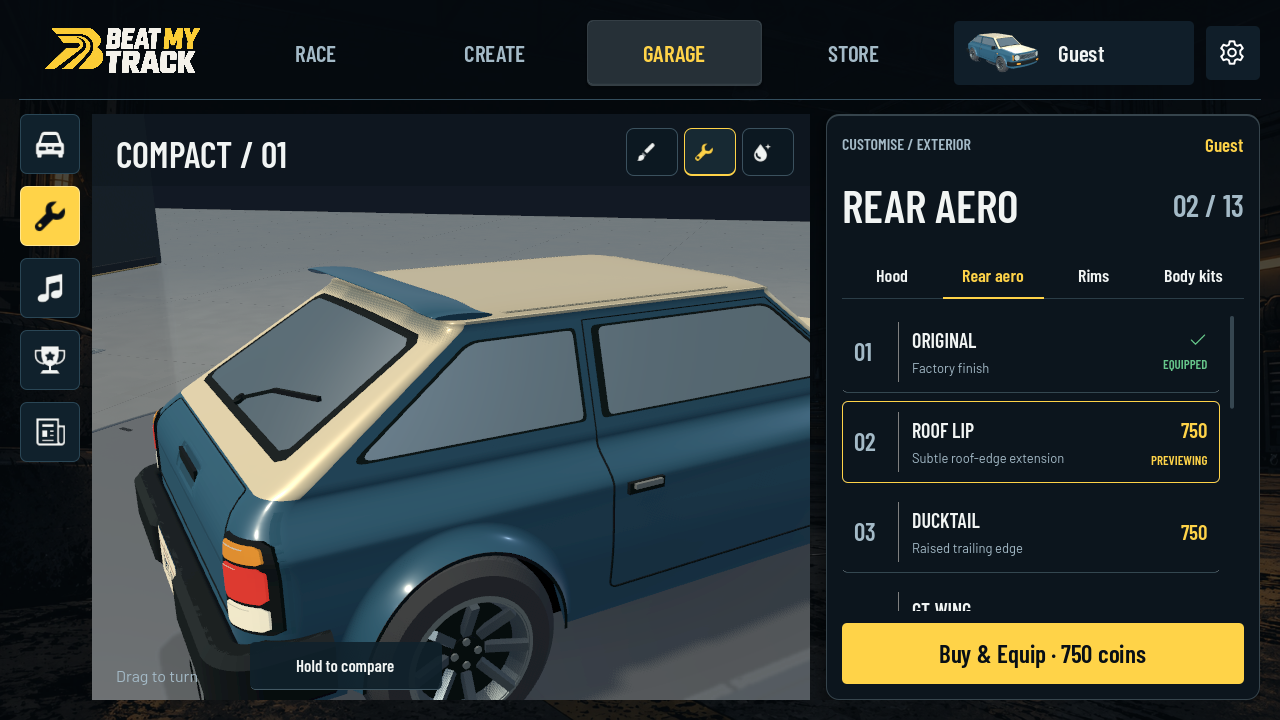 BEAT MY
TRACK
RACE
CREATE
GARAGE
STORE
Guest
COMPACT / 01
Drag to turn
Hold to compare
CUSTOMISE / EXTERIOR
Guest
REAR AERO
02 / 13
Hood
Rear aero
Rims
Body kits
01
ORIGINAL
Factory finish
EQUIPPED
02
ROOF LIP
Subtle roof-edge extension
750
PREVIEWING
03
DUCKTAIL
Raised trailing edge
750
GT WING
Buy & Equip · 750 coins